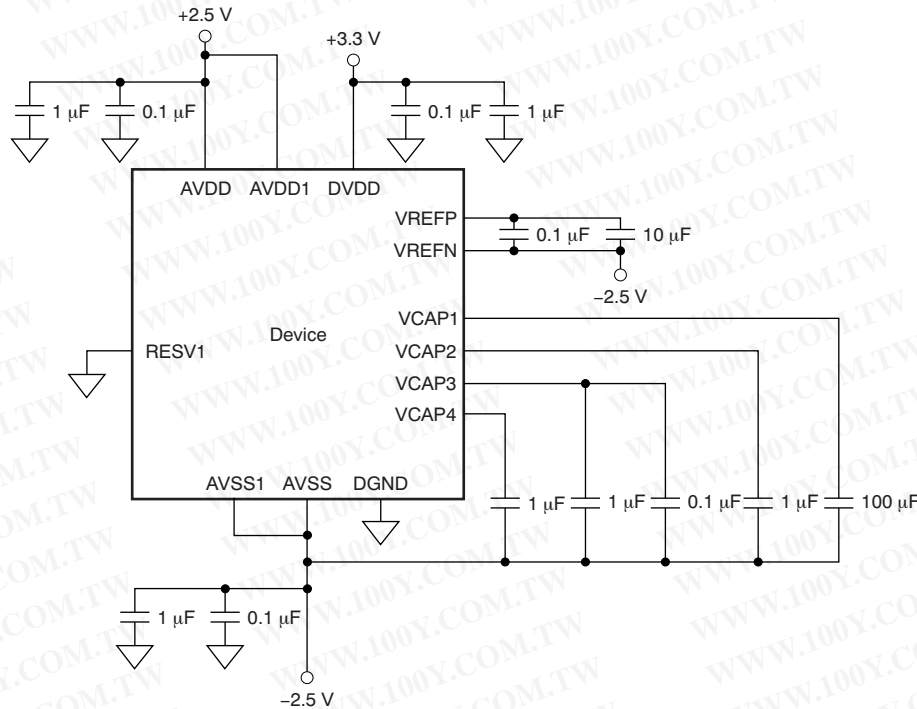 +2.5 V
+3.3 V
1 μF
0.1 μF
0.1 μF
1 μF
AVDD
AVDD1
DVDD
VREFP
0.1 μF
10 μF
VREFN
−2.5 V
VCAP1
RESV1
Device
VCAP2
VCAP3
VCAP4
AVSS1
AVSS
DGND
1 μF
1 μF
0.1 μF
1 μF
100 μF
1 μF
0.1 μF
−2.5 V
WWW.100Y.COM.TW